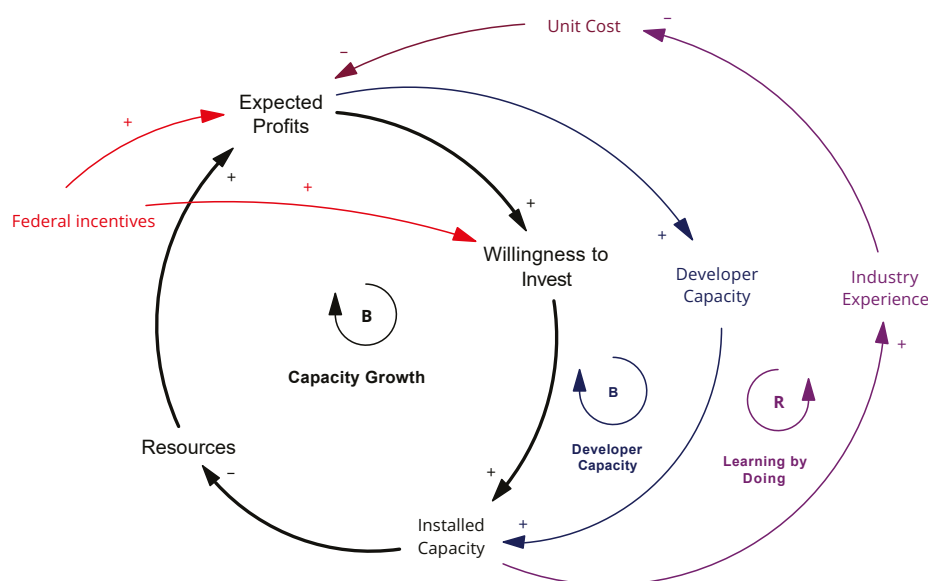 Unit Cost
−
−
Expected
Profits
+
+
+
+
Federal incentives
+
Willingness to
Invest
Developer
Capacity
Industry
Experience
B
Capacity Growth
+
B
Developer
Capacity
R
Learning by
Doing
Resources
−
+
Installed
Capacity
+